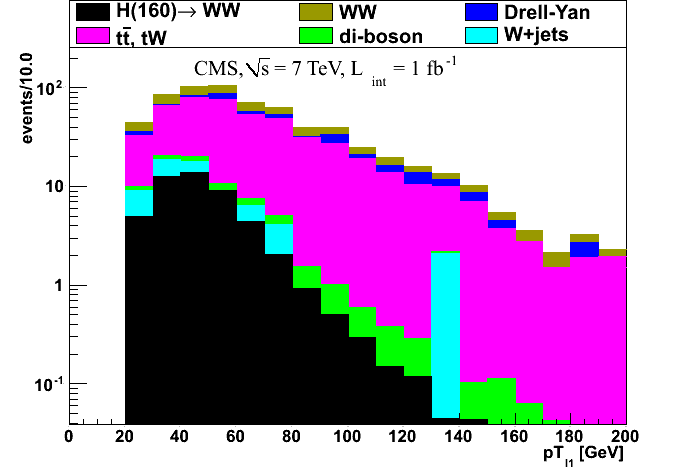 H(160)→ WW WW Drell-Yan
tt̄, tW di-boson W+jets
CMS, √s = 7 TeV, L int = 1 fb⁻¹
events/10.0
10²
10
1
10⁻¹
0 20 40 60 80 100 120 140 160 180 200
pT l1 [GeV]